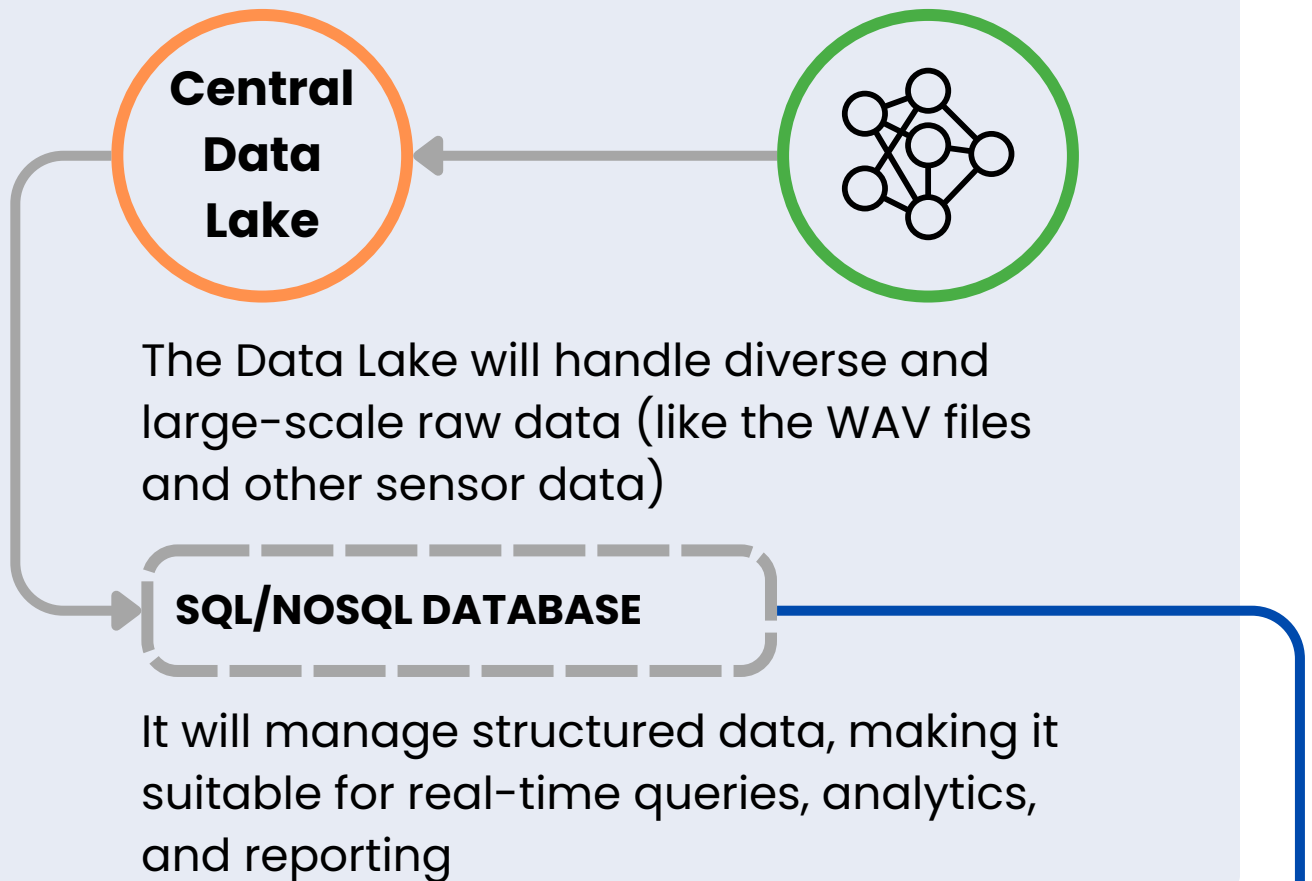 Central
Data
Lake
The Data Lake will handle diverse and
large-scale raw data (like the WAV files
and other sensor data)
SQL/NOSQL DATABASE
It will manage structured data, making it
suitable for real-time queries, analytics,
and reporting